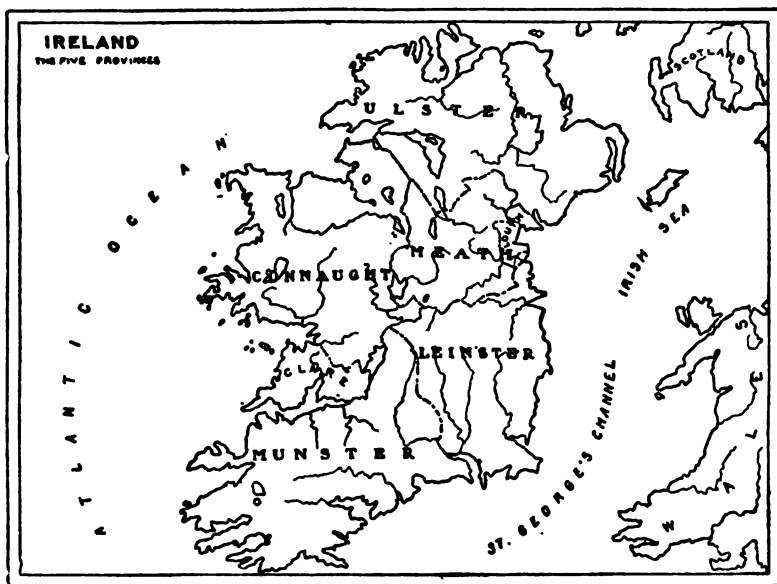 IRELAND
THE FIVE PROVINCES
SCOTLAND
ULSTER
ATLANTIC OCEAN
IRISH SEA
LOUTH
MEATH
CONNAUGHT
LEINSTER
CLARE
MUNSTER
ST. GEORGE'S CHANNEL
WALES